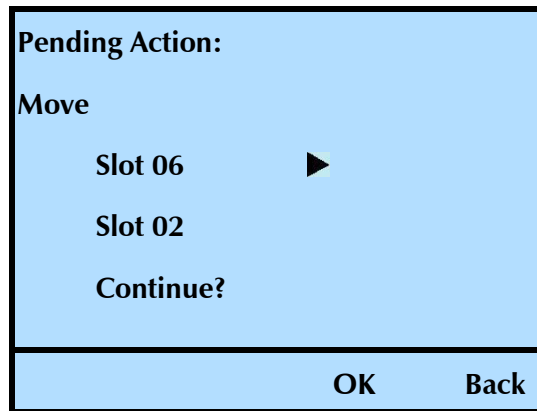 Pending Action:
Move
Slot 06
Slot 02
Continue?
OK Back